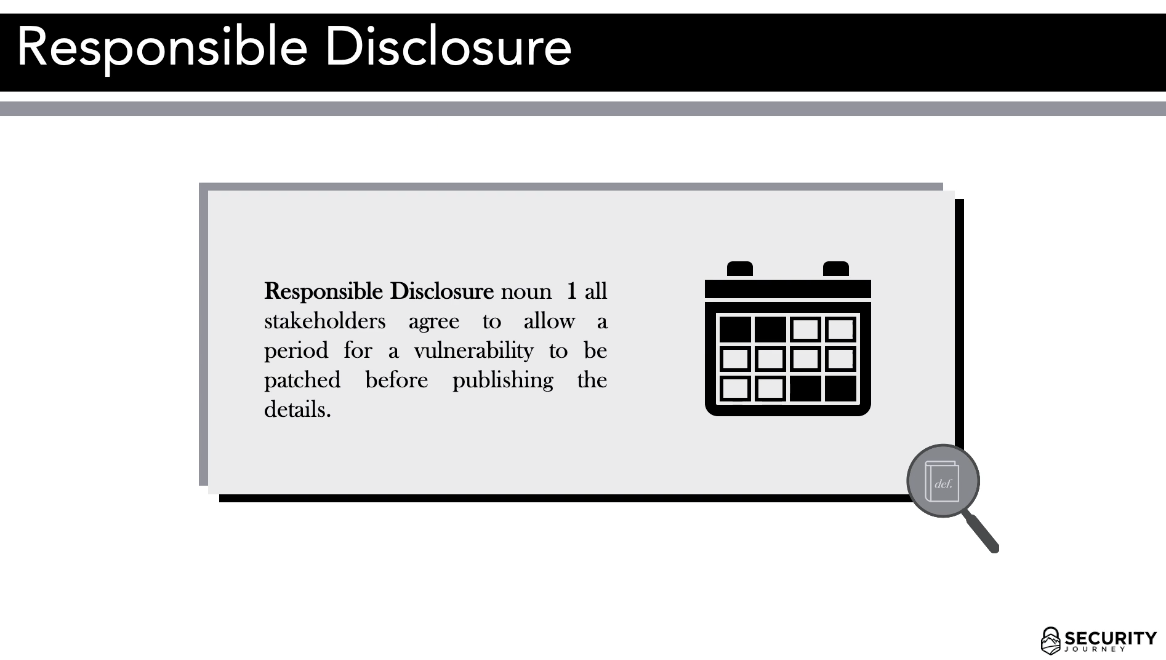 Responsible Disclosure
Responsible Disclosure noun 1 all
stakeholders agree to allow a
period for a vulnerability to be
patched before publishing the
details.
def.
SECURITY
JOURNEY